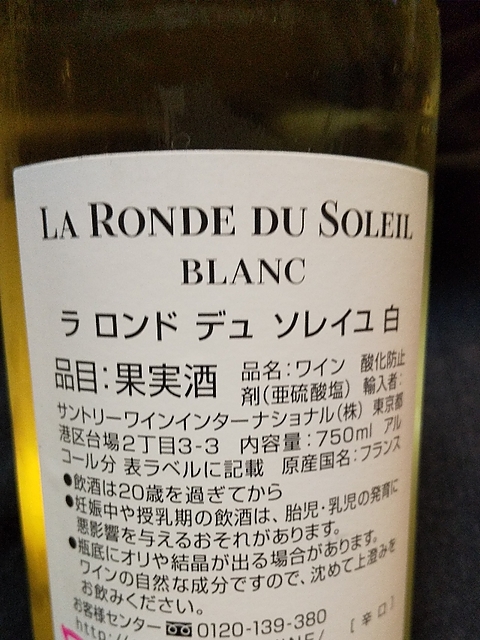 LA RONDE DU SOLEIL
BLANC
ラ ロンド デュ ソレイユ 白
品目:果実酒 品名:ワイン 酸化防止
剤(亜硫酸塩) 輸入者:
サントリーワインインターナショナル(株) 東京都
港区台場2丁目3-3 内容量:750ml アル
コール分 表ラベルに記載 原産国名:フランス
●飲酒は20歳を過ぎてから
●妊娠中や授乳期の飲酒は、胎児・乳児の発育に
悪影響を与えるおそれがあります。
●瓶底にオリや結晶が出る場合があります。
ワインの自然な成分ですので、沈めて上澄みを
お飲みください。
お客様センター 0120-139-380
http:/ [辛口]